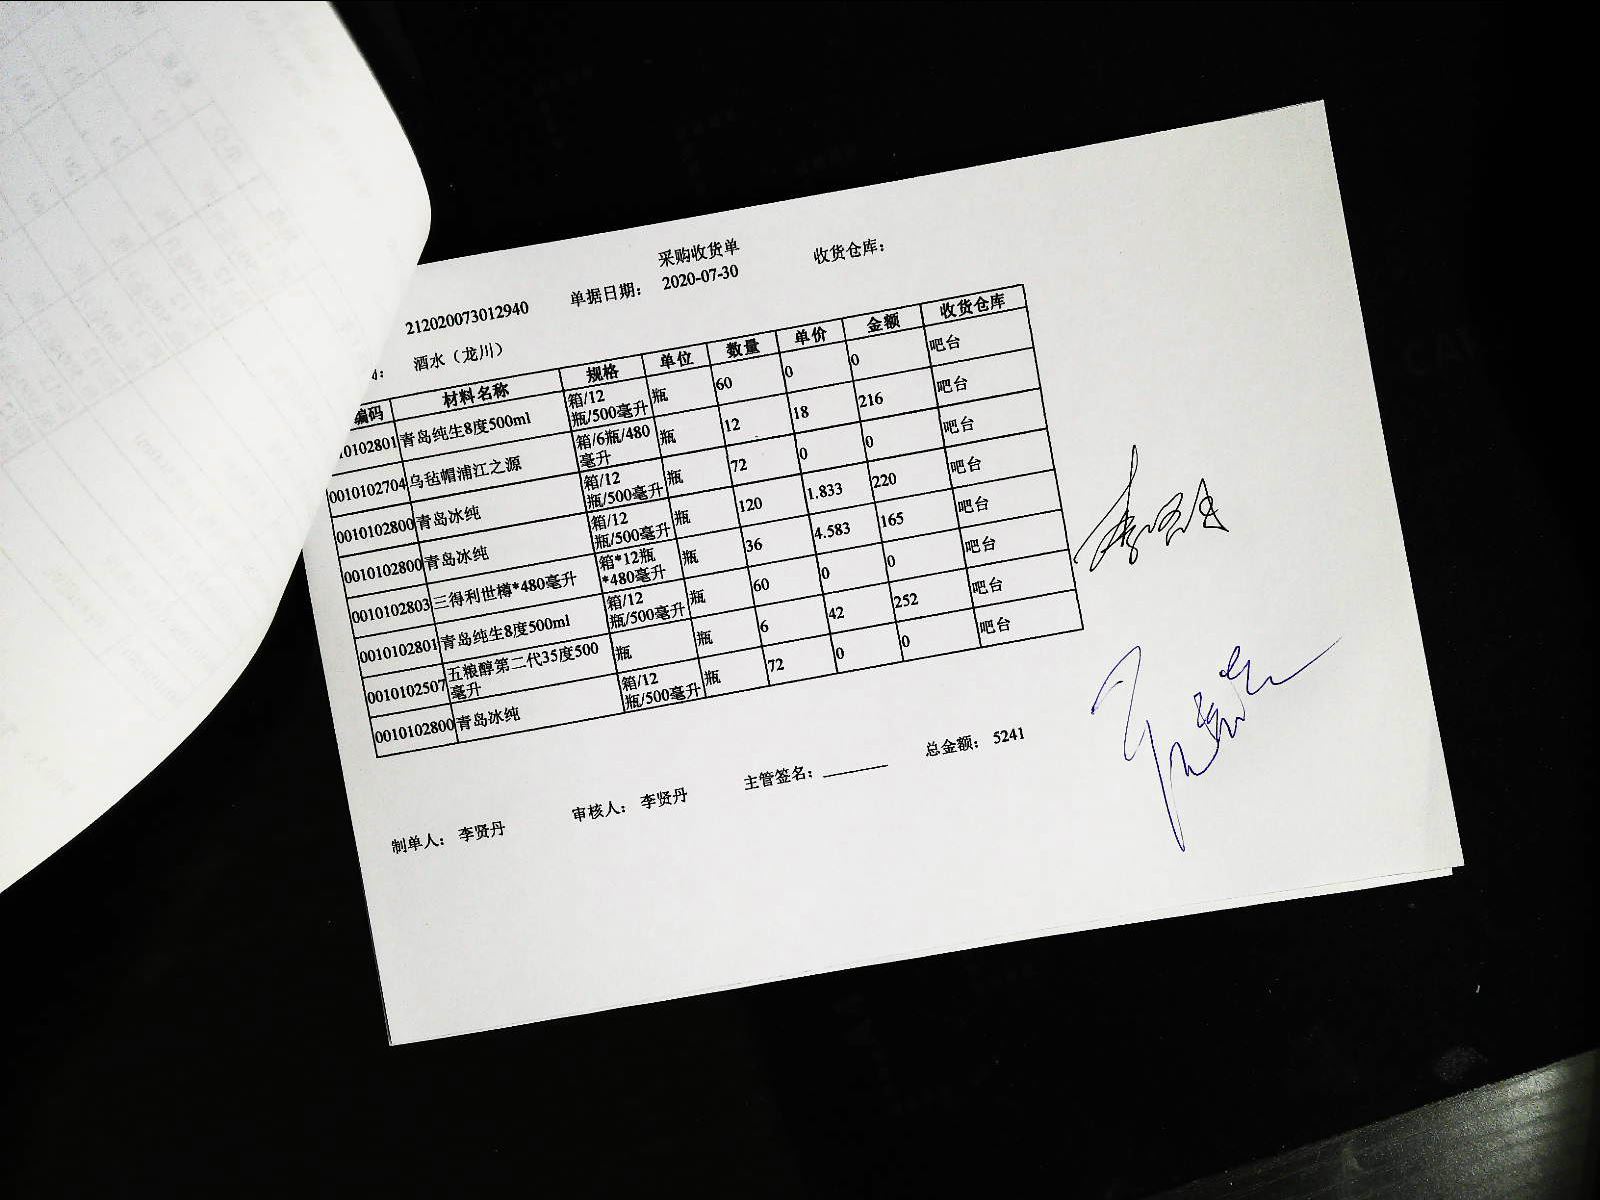 采购收货单
212020073012940 单据日期： 2020-07-30 收货仓库：
酒水（龙川）
编码 材料名称 规格 单位 数量 单价 金额 收货仓库
0102801 青岛纯生8度500ml 箱/12瓶/500毫升 瓶 60 0 0 吧台
0010102704 乌毡帽浦江之源 箱/6瓶/480毫升 瓶 12 18 216 吧台
0010102800 青岛冰纯 箱/12瓶/500毫升 瓶 72 0 0 吧台
0010102800 青岛冰纯 箱/12瓶/500毫升 瓶 120 1.833 220 吧台
0010102803 三得利世樽*480毫升 箱*12瓶*480毫升 瓶 36 4.583 165 吧台
0010102801 青岛纯生8度500ml 箱/12瓶/500毫升 瓶 60 0 0 吧台
0010102507 五粮醇第二代35度500毫升 瓶 瓶 6 42 252 吧台
0010102800 青岛冰纯 箱/12瓶/500毫升 瓶 72 0 0 吧台
制单人： 李贤丹 审核人： 李贤丹 主管签名： 总金额： 5241